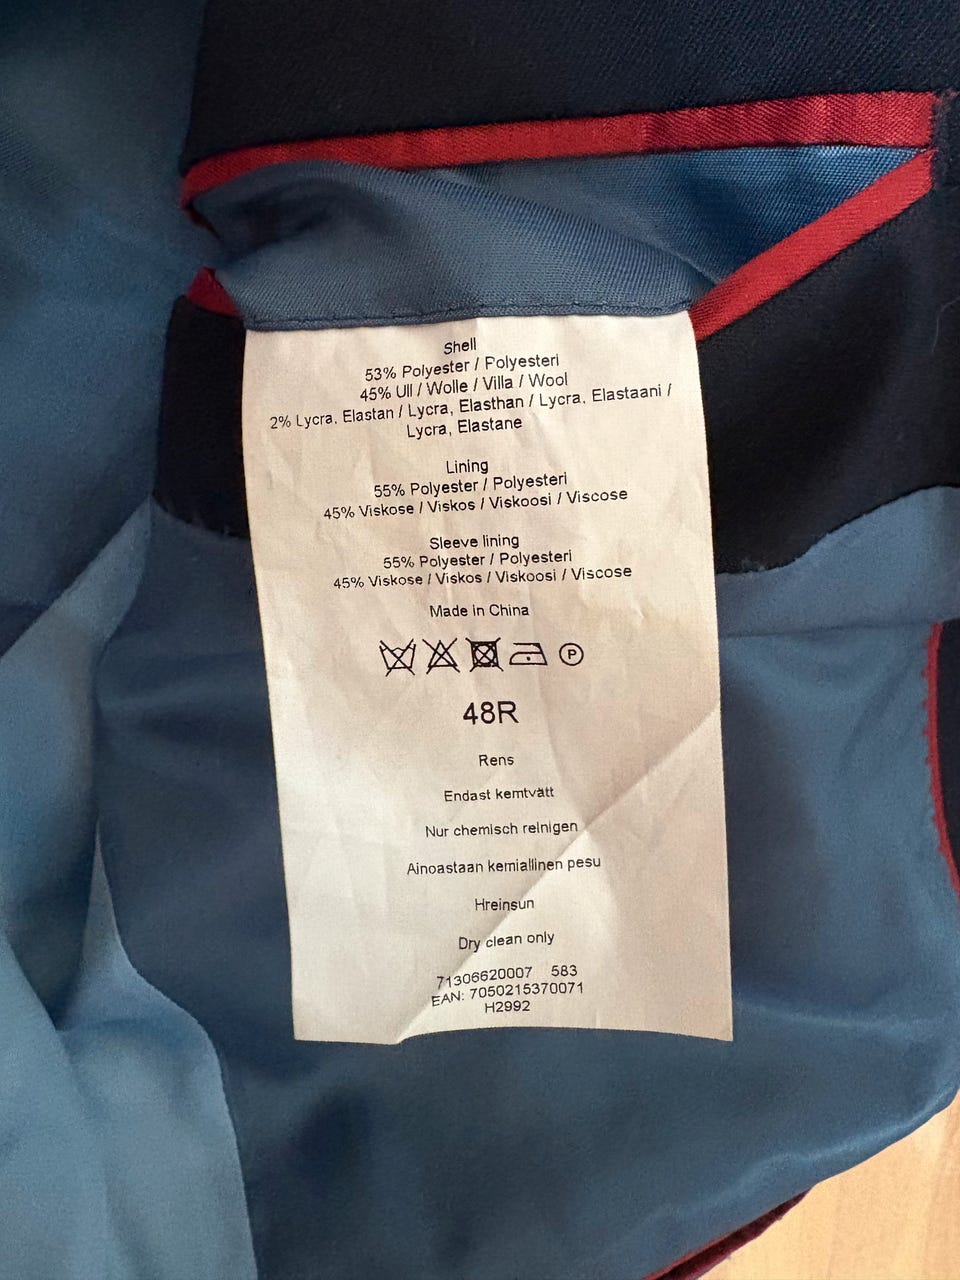 Shell
53% Polyester / Polyesteri
45% Ull / Wolle / Villa / Wool
2% Lycra, Elastan / Lycra, Elasthan / Lycra, Elastaani /
Lycra, Elastane
Lining
55% Polyester / Polyesteri
45% Viskose / Viskos / Viskoosi / Viscose
Sleeve lining
55% Polyester / Polyesteri
45% Viskose / Viskos / Viskoosi / Viscose
Made in China
P
48R
Rens
Endast kemtvätt
Nur chemisch reinigen
Ainoastaan kemiallinen pesu
Hreinsun
Dry clean only
71306620007 583
EAN: 7050215370071
H2992